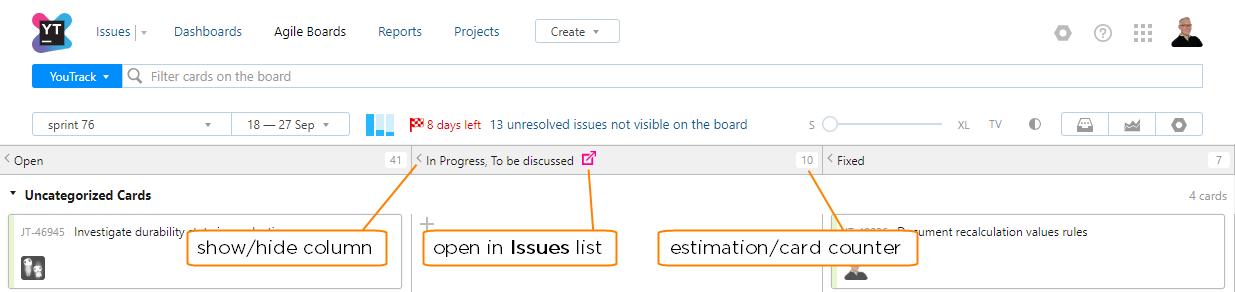 YT
Issues
Dashboards
Agile Boards
Reports
Projects
Create
YouTrack
Filter cards on the board
sprint 76
18 — 27 Sep
8 days left
13 unresolved issues not visible on the board
S
XL
TV
Open
41
In Progress, To be discussed
10
Fixed
7
Uncategorized Cards
4 cards
JT-46945 Investigate durability
Document recalculation values rules
show/hide column
open in Issues list
estimation/card counter